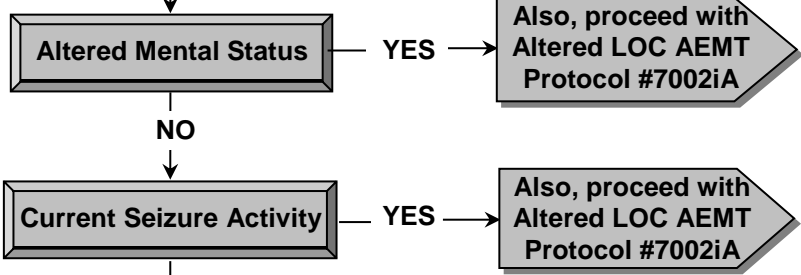 Altered Mental Status
YES
Also, proceed with
Altered LOC AEMT
Protocol #7002iA
NO
Current Seizure Activity
YES
Also, proceed with
Altered LOC AEMT
Protocol #7002iA